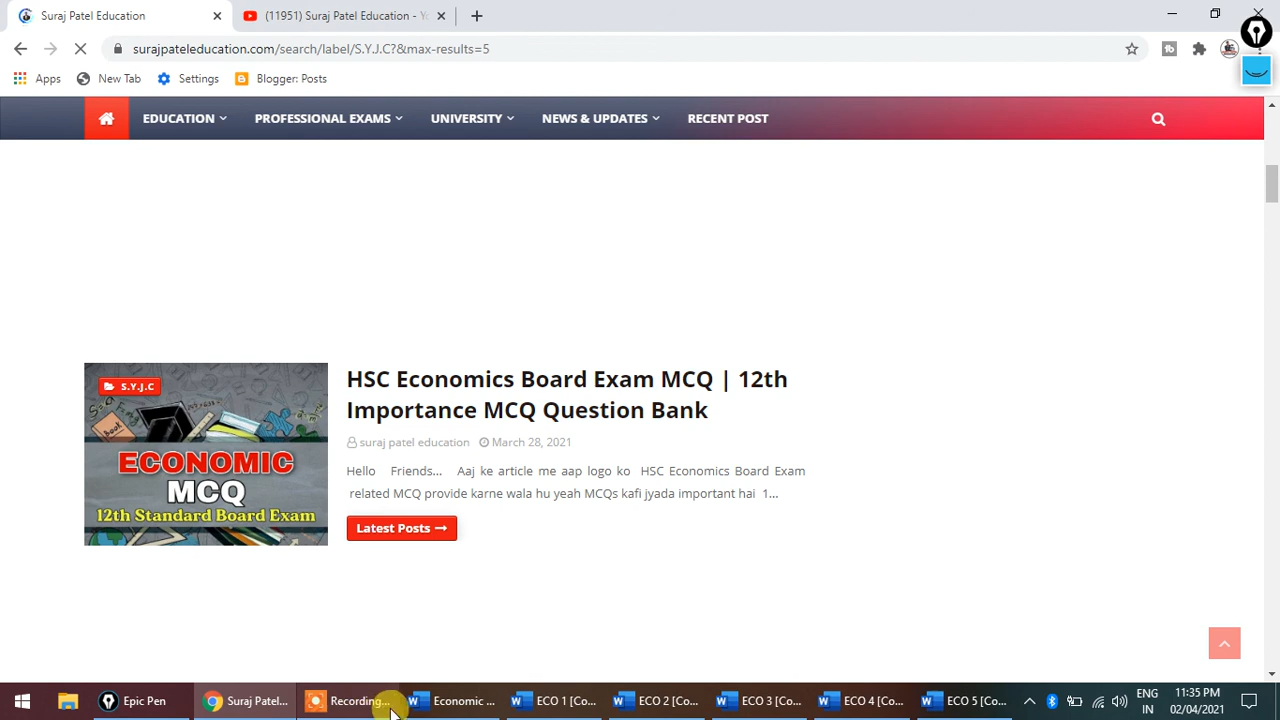 Suraj Patel Education
(11951) Suraj Patel Education - Yo
surajpateleducation.com/search/label/S.Y.J.C?&max-results=5
Apps
New Tab
Settings
Blogger: Posts
EDUCATION
PROFESSIONAL EXAMS
UNIVERSITY
NEWS & UPDATES
RECENT POST
S.Y.J.C
ECONOMIC
MCQ
12th Standard Board Exam
HSC Economics Board Exam MCQ | 12th
Importance MCQ Question Bank
suraj patel education March 28, 2021
Hello Friends... Aaj ke article me aap logo ko HSC Economics Board Exam
related MCQ provide karne wala hu yeah MCQs kafi jyada important hai 1...
Latest Posts
Epic Pen
Suraj Patel...
Recording...
Economic ...
ECO 1 [Co...
ECO 2 [Co...
ECO 3 [Co...
ECO 4 [Co...
ECO 5 [Co...
ENG
IN
11:35 PM
02/04/2021